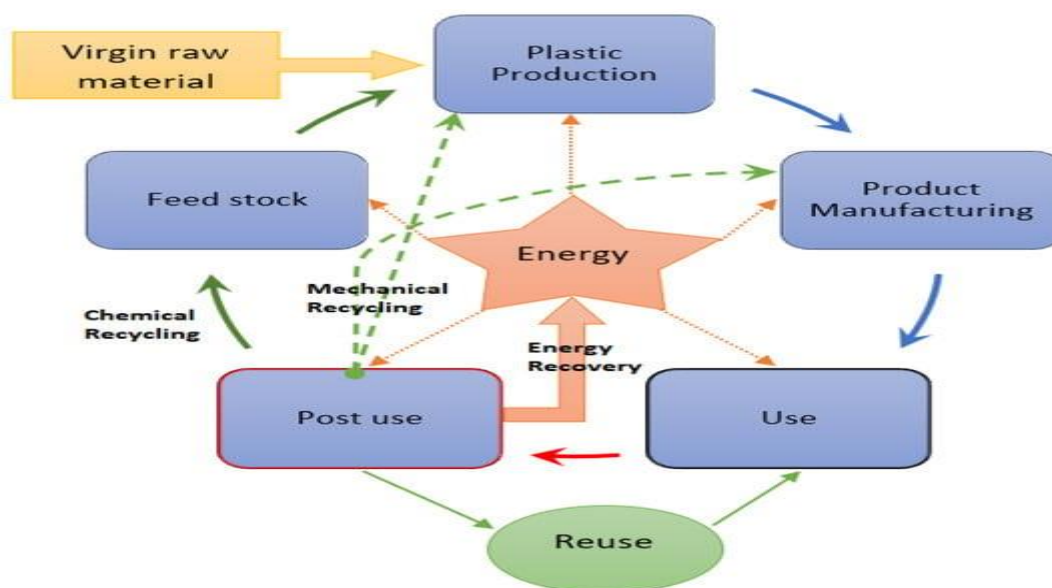 Virgin raw
material
Plastic
Production
Feed stock
Product
Manufacturing
Energy
Mechanical
Recycling
Chemical
Recycling
Energy
Recovery
Post use
Use
Reuse